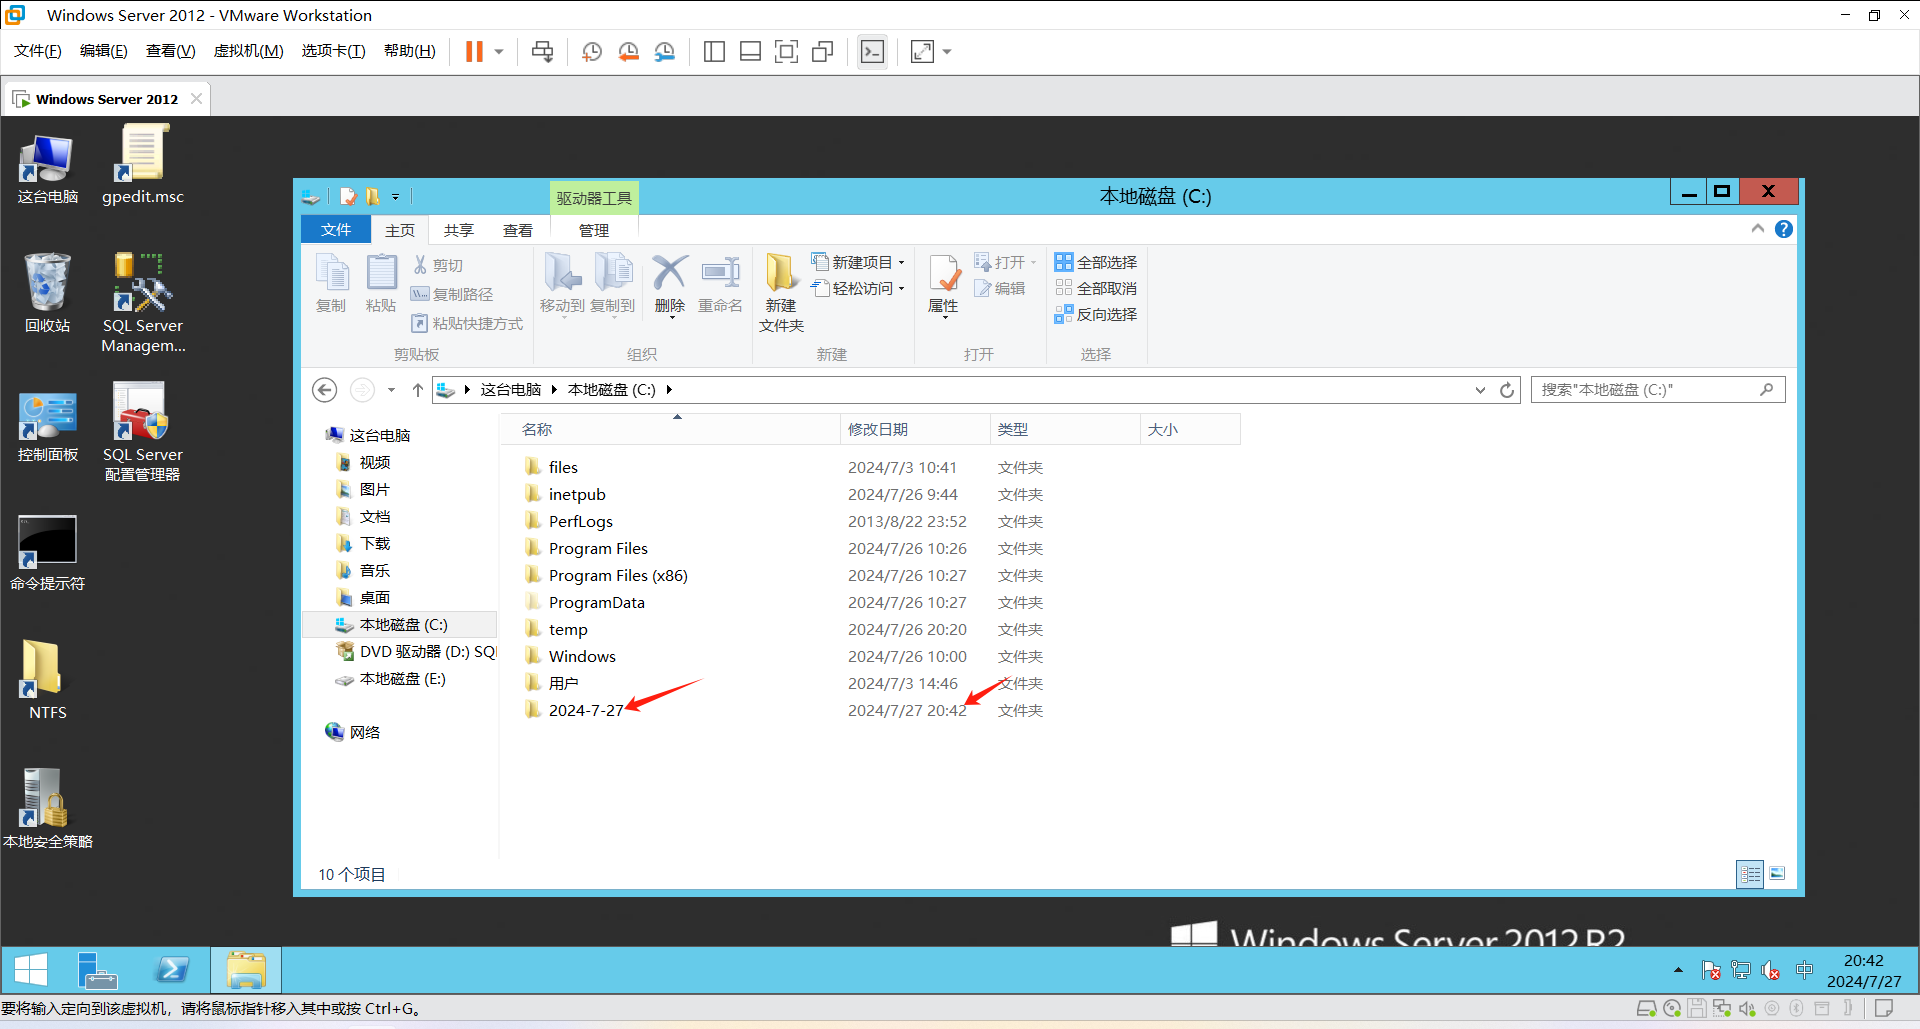 Windows Server 2012 - VMware Workstation
文件(F) 编辑(E) 查看(V) 虚拟机(M) 选项卡(T) 帮助(H)
Windows Server 2012
这台电脑
gpedit.msc
回收站
SQL Server
Managem...
控制面板
SQL Server
配置管理器
命令提示符
NTFS
本地安全策略
驱动器工具
本地磁盘 (C:)
文件 主页 共享 查看 管理
复制
粘贴
剪切
复制路径
粘贴快捷方式
剪贴板
移动到
复制到
删除
重命名
组织
新建
文件夹
新建项目
轻松访问
新建
属性
打开
编辑
打开
全部选择
全部取消
反向选择
选择
这台电脑 本地磁盘 (C:)
搜索"本地磁盘 (C:)"
这台电脑
视频
图片
文档
下载
音乐
桌面
本地磁盘 (C:)
DVD 驱动器 (D:) SQ
本地磁盘 (E:)
网络
名称 修改日期 类型 大小
files 2024/7/3 10:41 文件夹
inetpub 2024/7/26 9:44 文件夹
PerfLogs 2013/8/22 23:52 文件夹
Program Files 2024/7/26 10:26 文件夹
Program Files (x86) 2024/7/26 10:27 文件夹
ProgramData 2024/7/26 10:27 文件夹
temp 2024/7/26 20:20 文件夹
Windows 2024/7/26 10:00 文件夹
用户 2024/7/3 14:46 文件夹
2024-7-27 2024/7/27 20:42 文件夹
10 个项目
Windows Server 2012 R2
中
20:42
2024/7/27
要将输入定向到该虚拟机，请将鼠标指针移入其中或按 Ctrl+G。